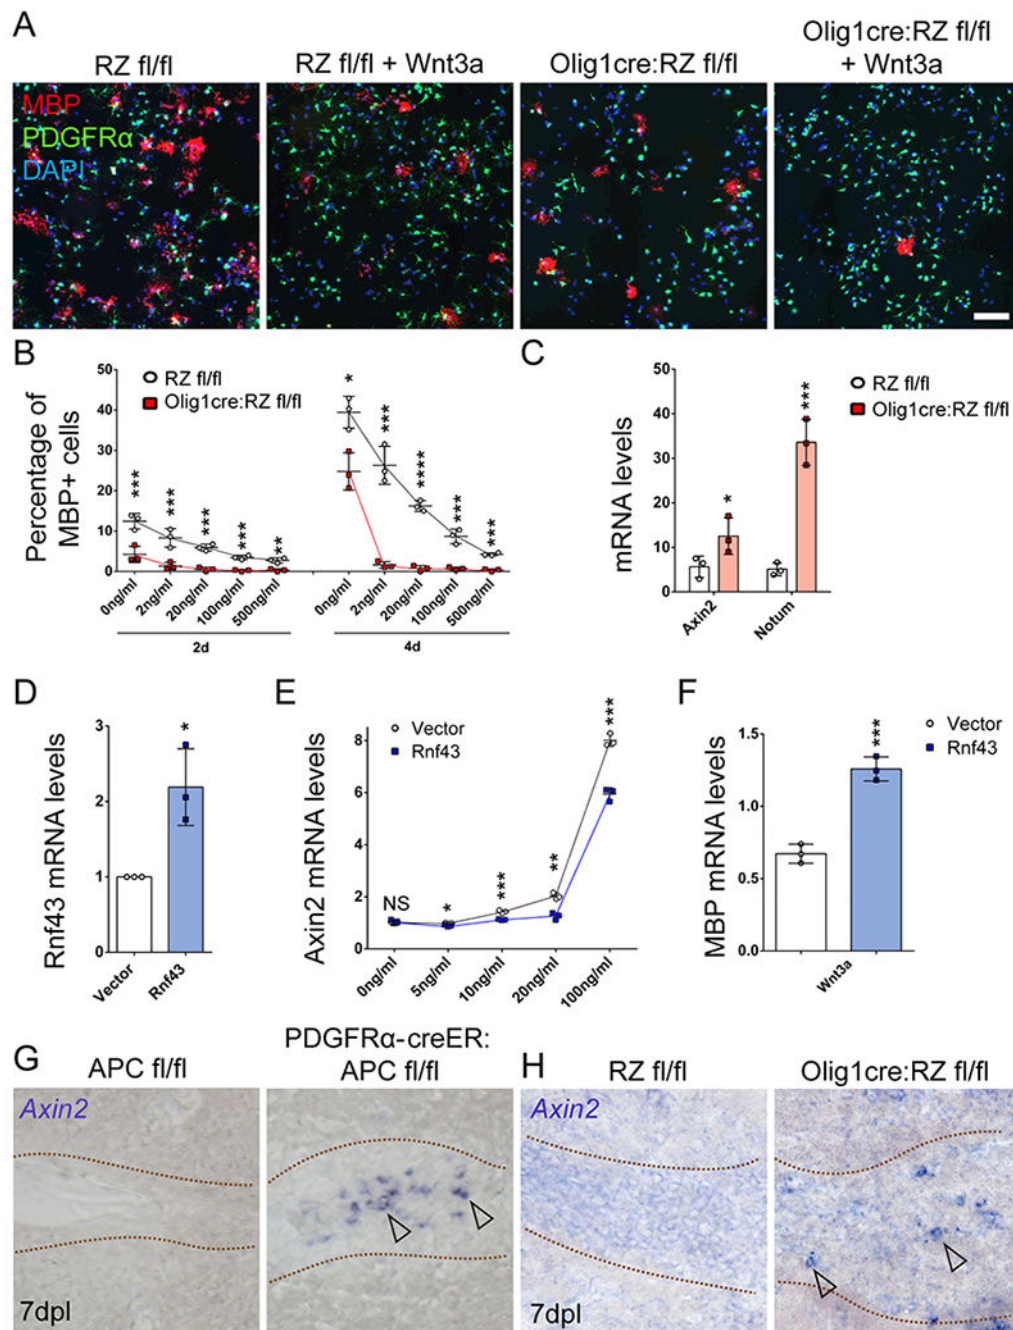 A
RZ fl/fl
RZ fl/fl + Wnt3a
Olig1cre:RZ fl/fl
Olig1cre:RZ fl/fl
+ Wnt3a
MBP
PDGFRα
DAPI
B
Percentage of
MBP+ cells
50
40
30
20
10
0
RZ fl/fl
Olig1cre:RZ fl/fl
***
***
***
***
**
*
***
****
***
***
0ng/ml
2ng/ml
20ng/ml
100ng/ml
500ng/ml
0ng/ml
2ng/ml
20ng/ml
100ng/ml
500ng/ml
2d
4d
C
mRNA levels
50
40
30
20
10
0
RZ fl/fl
Olig1cre:RZ fl/fl
*
***
Axin2
Notum
D
Rnf43 mRNA levels
3
2
1
0
*
Vector
Rnf43
E
Axin2 mRNA levels
8
6
4
2
0
Vector
Rnf43
NS
*
***
**
***
0ng/ml
5ng/ml
10ng/ml
20ng/ml
100ng/ml
F
MBP mRNA levels
1.5
1.0
0.5
0.0
Vector
Rnf43
***
Wnt3a
G
APC fl/fl
PDGFRα-creER:
APC fl/fl
Axin2
7dpl
H
RZ fl/fl
Olig1cre:RZ fl/fl
Axin2
7dpl